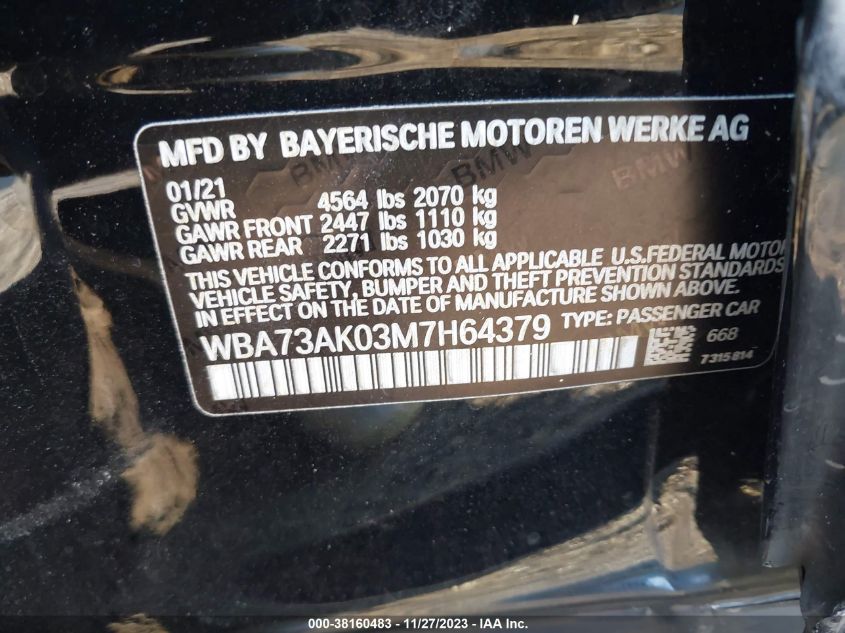 MFD BY BAYERISCHE MOTOREN WERKE AG
01/21
GVWR 4564 lbs 2070 kg
GAWR FRONT 2447 lbs 1110 kg
GAWR REAR 2271 lbs 1030 kg
THIS VEHICLE CONFORMS TO ALL APPLICABLE U.S.FEDERAL MOTOR
VEHICLE SAFETY, BUMPER AND THEFT PREVENTION STANDARDS
IN EFFECT ON THE DATE OF MANUFACTURE SHOWN ABOVE.
WBA73AK03M7H64379 TYPE: PASSENGER CAR
668
7315814
BMW
BMW
BMW
000-38160483 - 11/27/2023 - IAA Inc.